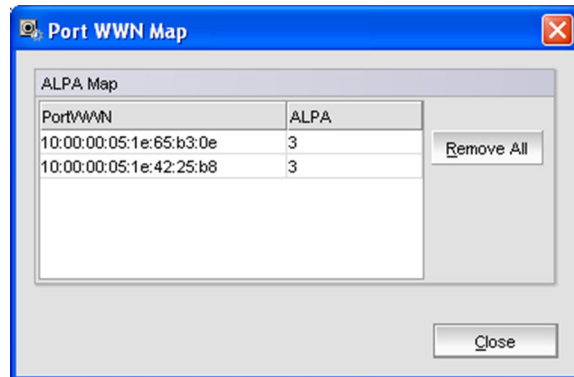 Port WWN Map
ALPA Map
PortWWN ALPA
10:00:00:05:1e:65:b3:0e 3
Remove All
10:00:00:05:1e:42:25:b8 3
Close